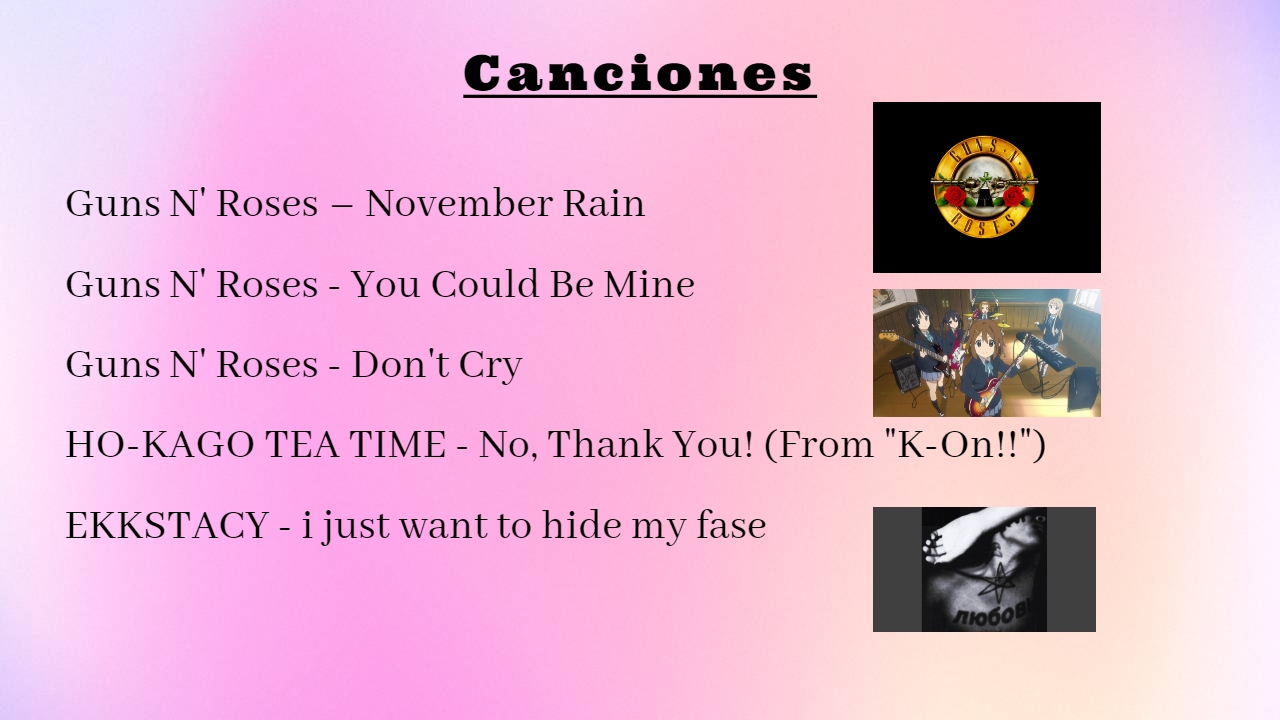 Canciones
GUNS N'
ROSES
Guns N' Roses – November Rain
Guns N' Roses - You Could Be Mine
Guns N' Roses - Don't Cry
HO-KAGO TEA TIME - No, Thank You! (From "K-On!!")
EKKSTACY - i just want to hide my fase
любовь